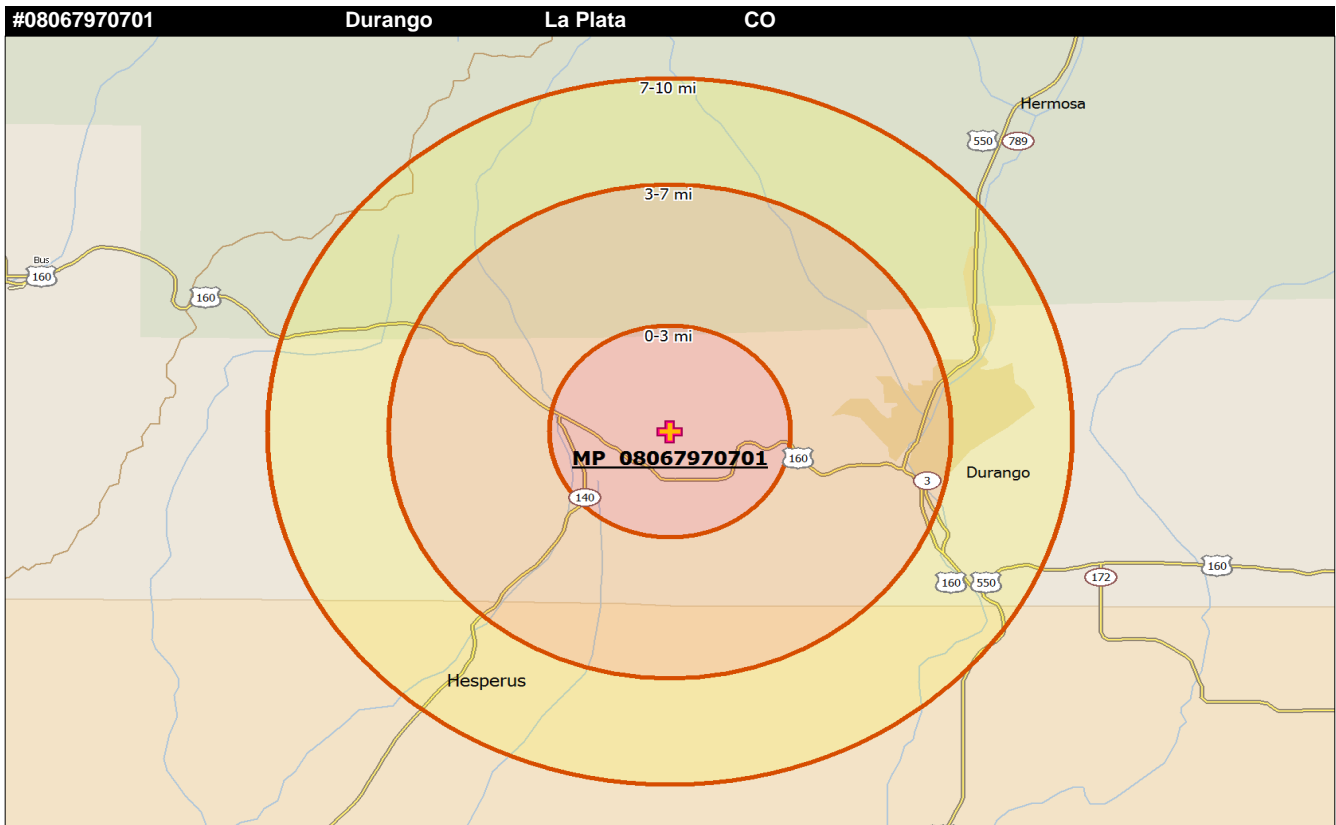 #08067970701 Durango La Plata CO
7-10 mi
Hermosa
550 789
3-7 mi
Bus
160
160
0-3 mi
MP 08067970701
160
Durango
3
140
160
172
160 550
Hesperus